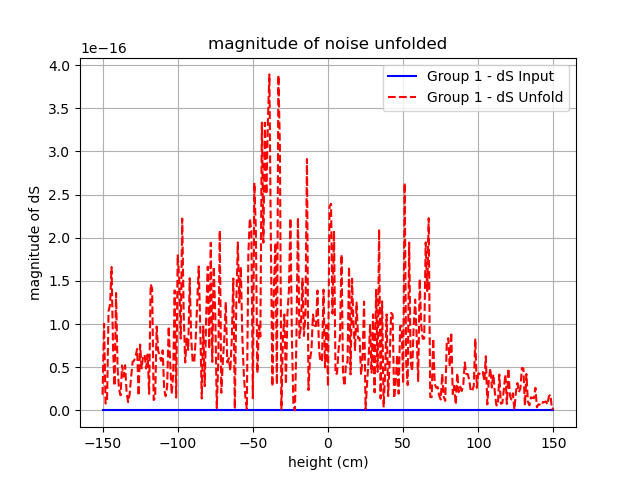 magnitude of noise unfolded
1e−16
4.0
3.5
3.0
2.5
2.0
1.5
1.0
0.5
0.0
magnitude of dS
Group 1 - dS Input
Group 1 - dS Unfold
−150 −100 −50 0 50 100 150
height (cm)